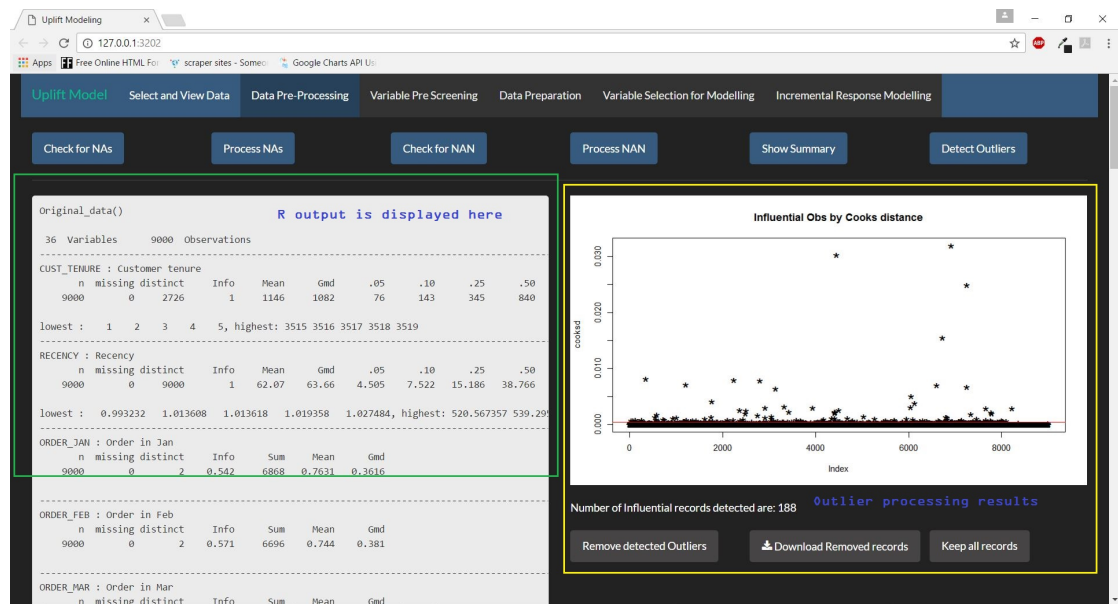 Uplift Modeling
127.0.0.1:3202
Apps Free Online HTML For scraper sites - Someo Google Charts API Us
Uplift Model Select and View Data Data Pre-Processing Variable Pre Screening Data Preparation Variable Selection for Modelling Incremental Response Modelling
Check for NAs Process NAs Check for NAN Process NAN Show Summary Detect Outliers
Original_data()
R output is displayed here
36 Variables 9000 Observations
CUST_TENURE : Customer tenure
n missing distinct Info Mean Gmd .05 .10 .25 .50
9000 0 2726 1 1146 1082 76 143 345 840
lowest : 1 2 3 4 5, highest: 3515 3516 3517 3518 3519
RECENCY : Recency
n missing distinct Info Mean Gmd .05 .10 .25 .50
9000 0 9000 1 62.07 63.66 4.505 7.522 15.186 38.766
lowest : 0.993232 1.013608 1.013618 1.019358 1.027484, highest: 520.567357 539.295
ORDER_JAN : Order in Jan
n missing distinct Info Sum Mean Gmd
9000 0 2 0.542 6868 0.7631 0.3616
ORDER_FEB : Order in Feb
n missing distinct Info Sum Mean Gmd
9000 0 2 0.571 6696 0.744 0.381
ORDER_MAR : Order in Mar
n missing distinct Info Sum Mean Gmd
Influential Obs by Cooks distance
cooksd
0.030
0.020
0.010
0.000
0 2000 4000 6000 8000
Index
Number of Influential records detected are: 188
Outlier processing results
Remove detected Outliers Download Removed records Keep all records
ABP